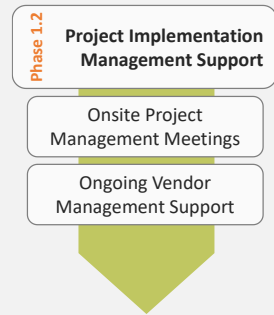 Phase 1.2
Project Implementation
Management Support
Onsite Project
Management Meetings
Ongoing Vendor
Management Support